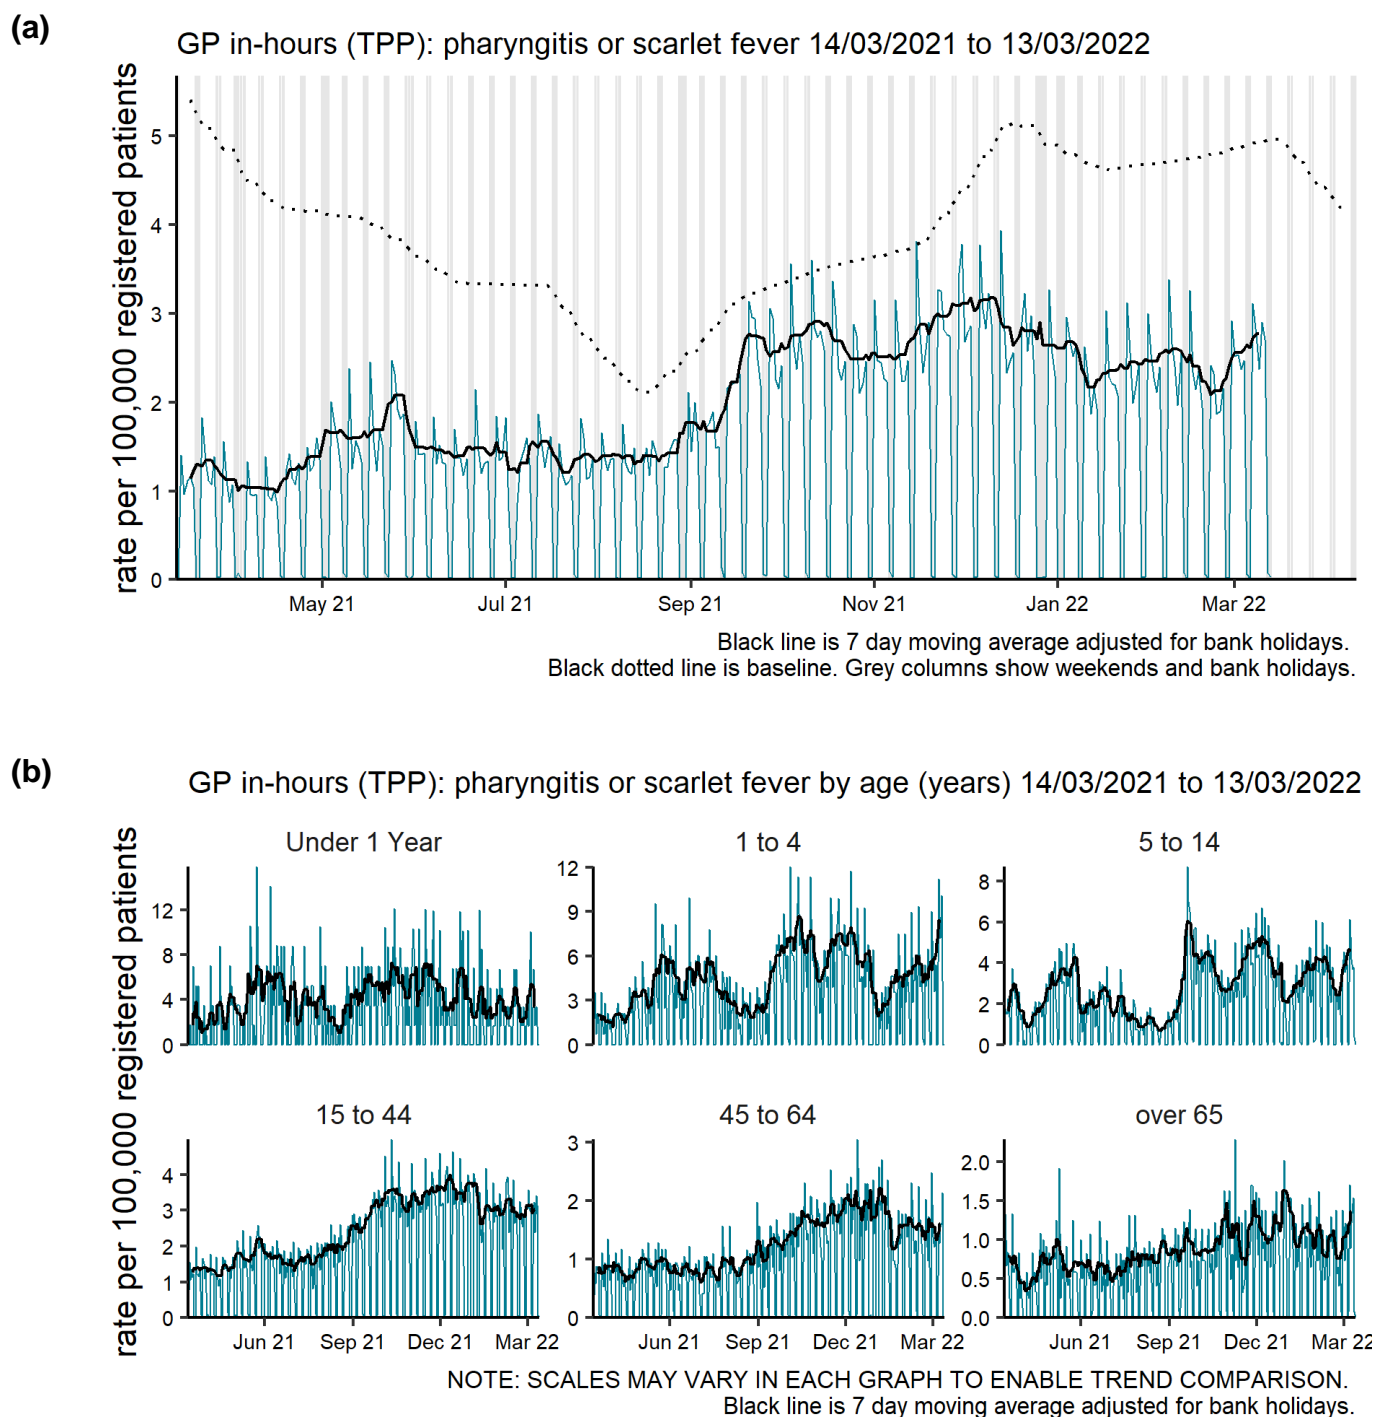 (a)
GP in-hours (TPP): pharyngitis or scarlet fever 14/03/2021 to 13/03/2022
rate per 100,000 registered patients
5
4
3
2
1
0
May 21 Jul 21 Sep 21 Nov 21 Jan 22 Mar 22
Black line is 7 day moving average adjusted for bank holidays.
Black dotted line is baseline. Grey columns show weekends and bank holidays.
(b)
GP in-hours (TPP): pharyngitis or scarlet fever by age (years) 14/03/2021 to 13/03/2022
rate per 100,000 registered patients
Under 1 Year
12
8
4
0
1 to 4
12
9
6
3
0
5 to 14
8
6
4
2
0
15 to 44
4
3
2
1
0
Jun 21 Sep 21 Dec 21 Mar 22
45 to 64
3
2
1
0
Jun 21 Sep 21 Dec 21 Mar 22
over 65
2.0
1.5
1.0
0.5
0.0
Jun 21 Sep 21 Dec 21 Mar 22
NOTE: SCALES MAY VARY IN EACH GRAPH TO ENABLE TREND COMPARISON.
Black line is 7 day moving average adjusted for bank holidays.